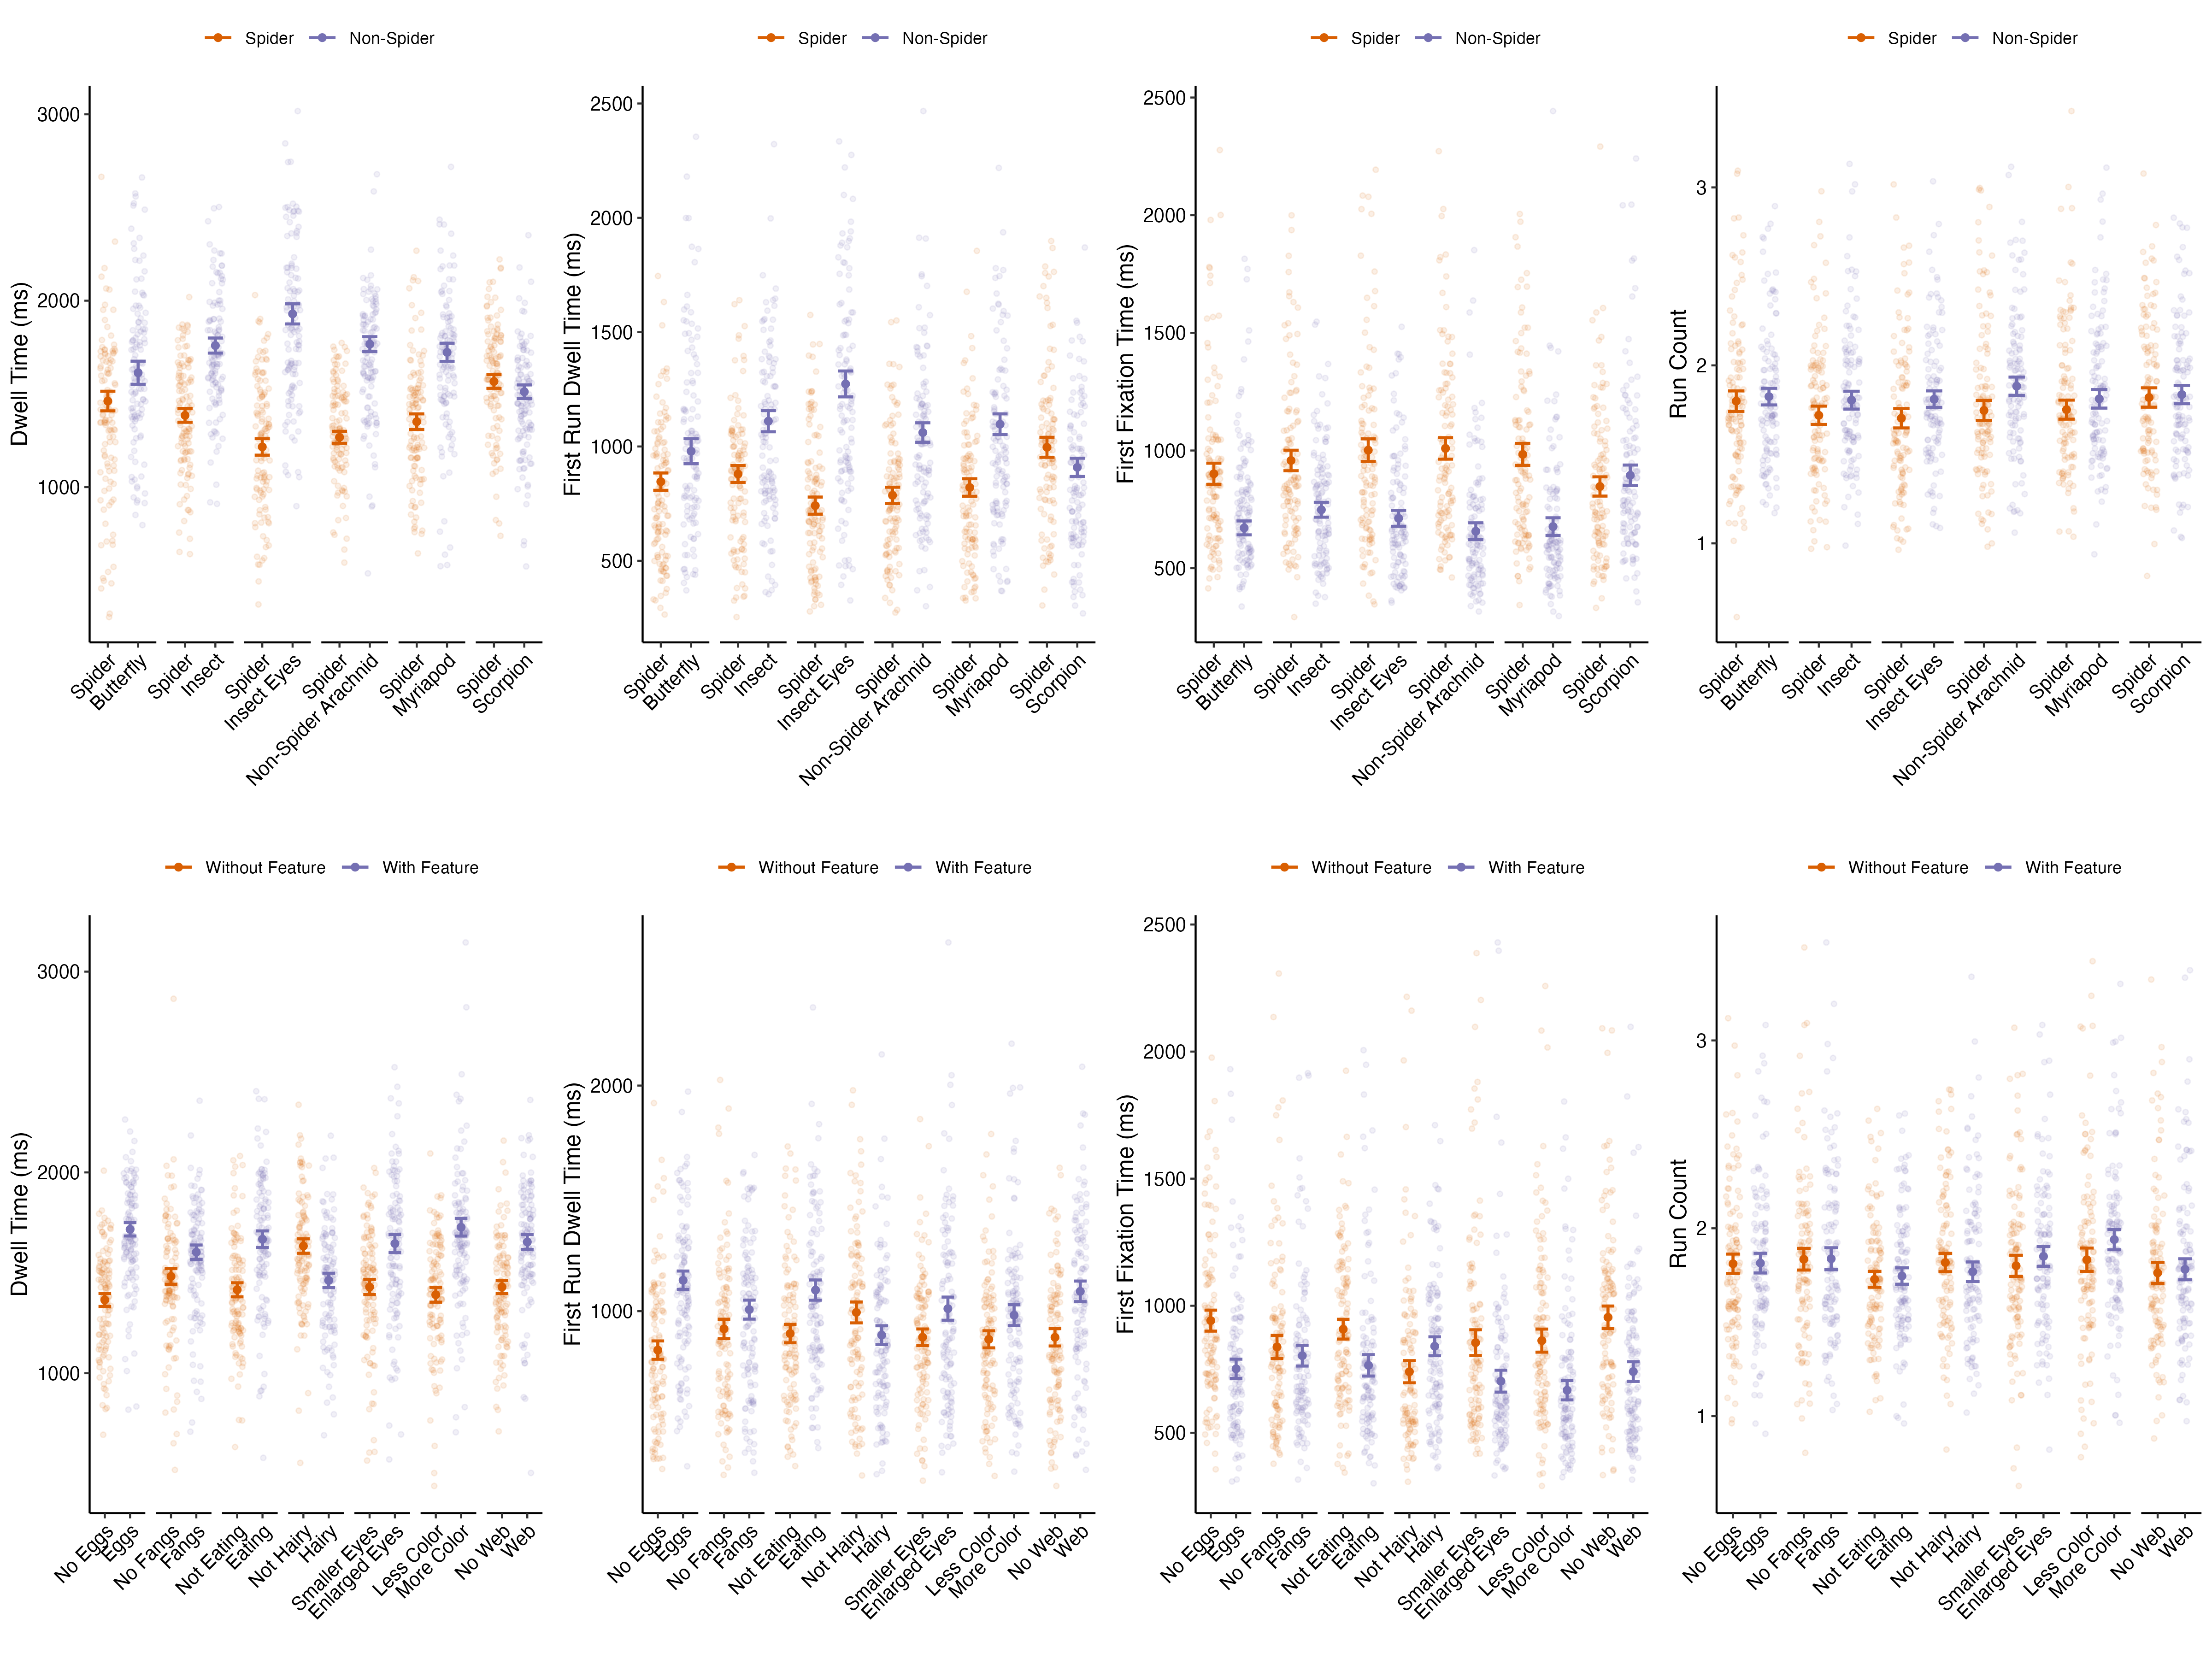 Spider Non-Spider
Spider Non-Spider
Spider Non-Spider
Spider Non-Spider
Dwell Time (ms)
3000
2000
1000
Spider Butterfly Spider Insect Spider Insect Eyes Spider Non-Spider Arachnid Spider Myriapod Spider Scorpion
First Run Dwell Time (ms)
2500
2000
1500
1000
500
Spider Butterfly Spider Insect Spider Insect Eyes Spider Non-Spider Arachnid Spider Myriapod Spider Scorpion
First Fixation Time (ms)
2500
2000
1500
1000
500
Spider Butterfly Spider Insect Spider Insect Eyes Spider Non-Spider Arachnid Spider Myriapod Spider Scorpion
Run Count
3
2
1
Spider Butterfly Spider Insect Spider Insect Eyes Spider Non-Spider Arachnid Spider Myriapod Spider Scorpion
Without Feature With Feature
Without Feature With Feature
Without Feature With Feature
Without Feature With Feature
Dwell Time (ms)
3000
2000
1000
No Eggs Eggs No Fangs Fangs Not Eating Eating Not Hairy Hairy Smaller Eyes Enlarged Eyes Less Color More Color No Web Web
First Run Dwell Time (ms)
2000
1000
No Eggs Eggs No Fangs Fangs Not Eating Eating Not Hairy Hairy Smaller Eyes Enlarged Eyes Less Color More Color No Web Web
First Fixation Time (ms)
2500
2000
1500
1000
500
No Eggs Eggs No Fangs Fangs Not Eating Eating Not Hairy Hairy Smaller Eyes Enlarged Eyes Less Color More Color No Web Web
Run Count
3
2
1
No Eggs Eggs No Fangs Fangs Not Eating Eating Not Hairy Hairy Smaller Eyes Enlarged Eyes Less Color More Color No Web Web